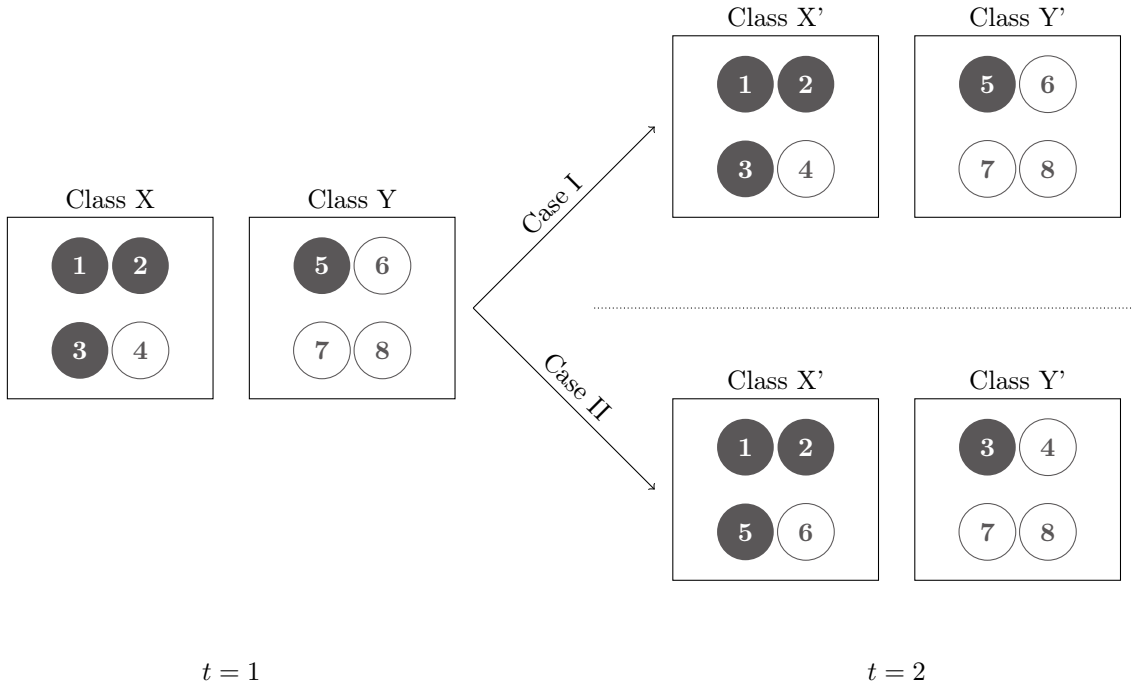 Class X' Class Y'
1 2 5 6
3 4 7 8
Case I
Class X Class Y
1 2 5 6
3 4 7 8
Case II
Class X' Class Y'
1 2 3 4
5 6 7 8
t = 1 t = 2